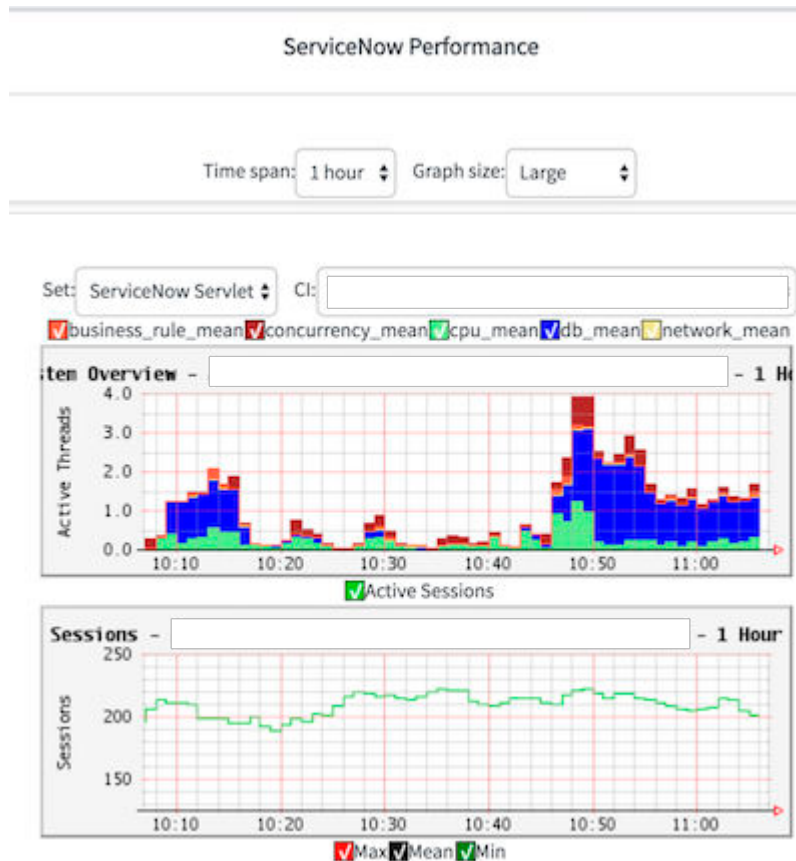 ServiceNow Performance
Time span: 1 hour Graph size: Large
Set: ServiceNow Servlet CI:
business_rule_mean concurrency_mean cpu_mean db_mean network_mean
tem Overview - - 1 Ho
Active Threads
4.0
3.0
2.0
1.0
0.0
10:10 10:20 10:30 10:40 10:50 11:00
Active Sessions
Sessions - - 1 Hour
Sessions
250
200
150
10:10 10:20 10:30 10:40 10:50 11:00
Max Mean Min